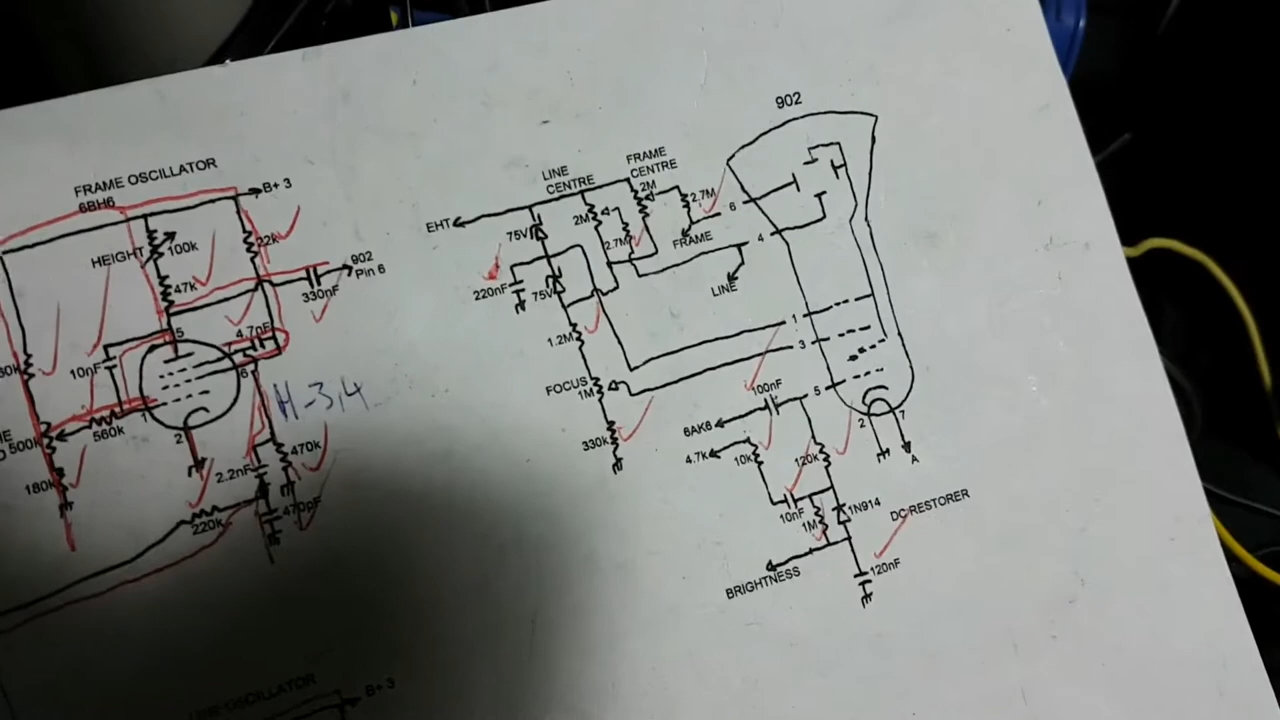 902
FRAME OSCILLATOR
6BH6
B+ 3
LINE CENTRE
FRAME CENTRE
2M
2.7M
6
EHT
75V
2M
2.7M
FRAME
4
HEIGHT
100k
22k
902
Pin 6
LINE
47k
330nF
220nF
75V
5
4.7nF
1
10nF
6
1.2M
3
H-3,4
FOCUS
1M
100nF
5
1
560k
500k
2
6AK6
2
7
330k
4.7k
10k
120k
A
470k
2.2nF
180k
470pF
10nF
1M
1N914
DC RESTORER
220k
BRIGHTNESS
120nF
OSCILLATOR
B+ 3